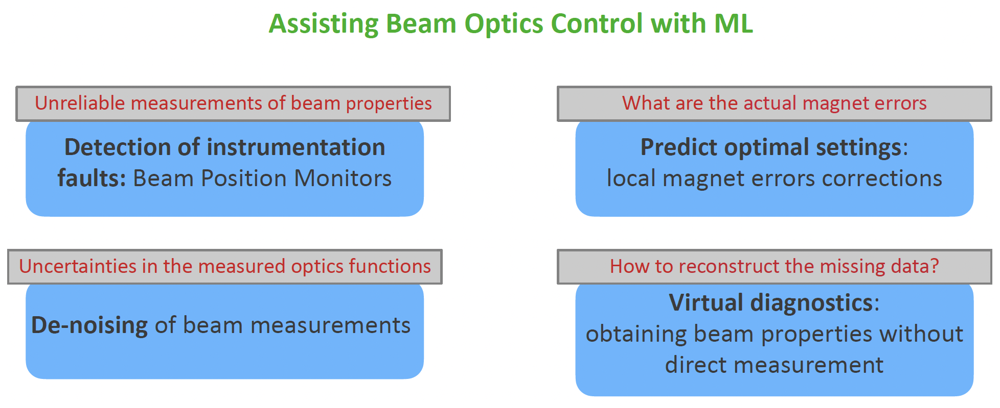 Assisting Beam Optics Control with ML
Unreliable measurements of beam properties
Detection of instrumentation
faults: Beam Position Monitors
What are the actual magnet errors
Predict optimal settings:
local magnet errors corrections
Uncertainties in the measured optics functions
De-noising of beam measurements
How to reconstruct the missing data?
Virtual diagnostics:
obtaining beam properties without
direct measurement